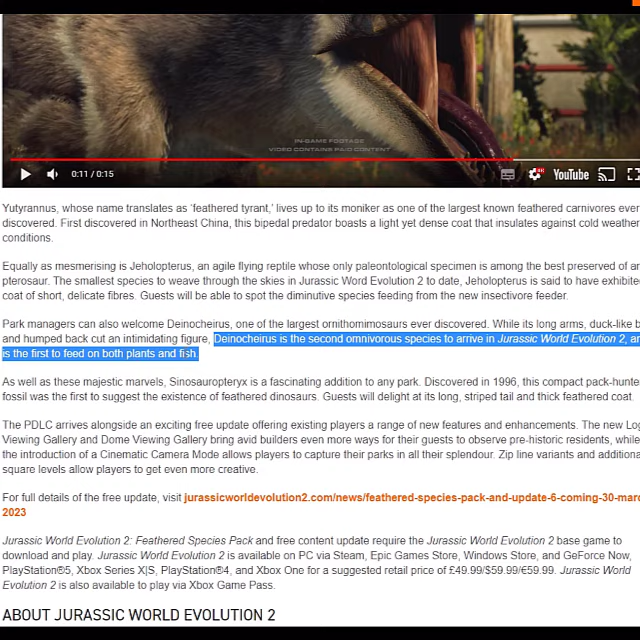 IN-GAME FOOTAGE
VIDEO CONTAINS PAID CONTENT
0:11 / 0:15
YouTube
Yutyrannus, whose name translates as 'feathered tyrant,' lives up to its moniker as one of the largest known feathered carnivores ever
discovered. First discovered in Northeast China, this bipedal predator boasts a light yet dense coat that insulates against cold weather
conditions.
Equally as mesmerising is Jeholopterus, an agile flying reptile whose only paleontological specimen is among the best preserved of an
pterosaur. The smallest species to weave through the skies in Jurassic Word Evolution 2 to date, Jeholopterus is said to have exhibite
coat of short, delicate fibres. Guests will be able to spot the diminutive species feeding from the new insectivore feeder.
Park managers can also welcome Deinocheirus, one of the largest ornithomimosaurs ever discovered. While its long arms, duck-like b
and humped back cut an intimidating figure, Deinocheirus is the second omnivorous species to arrive in Jurassic World Evolution 2, an
is the first to feed on both plants and fish.
As well as these majestic marvels, Sinosauropteryx is a fascinating addition to any park. Discovered in 1996, this compact pack-hunte
fossil was the first to suggest the existence of feathered dinosaurs. Guests will delight at its long, striped tail and thick feathered coat.
The PDLC arrives alongside an exciting free update offering existing players a range of new features and enhancements. The new Log
Viewing Gallery and Dome Viewing Gallery bring avid builders even more ways for their guests to observe pre-historic residents, while
the introduction of a Cinematic Camera Mode allows players to capture their parks in all their splendour. Zip line variants and additiona
square levels allow players to get even more creative.
For full details of the free update, visit jurassicworldevolution2.com/news/feathered-species-pack-and-update-6-coming-30-marc
2023
Jurassic World Evolution 2: Feathered Species Pack and free content update require the Jurassic World Evolution 2 base game to
download and play. Jurassic World Evolution 2 is available on PC via Steam, Epic Games Store, Windows Store, and GeForce Now,
PlayStation®5, Xbox Series X|S, PlayStation®4, and Xbox One for a suggested retail price of £49.99/$59.99/€59.99. Jurassic World
Evolution 2 is also available to play via Xbox Game Pass.
ABOUT JURASSIC WORLD EVOLUTION 2